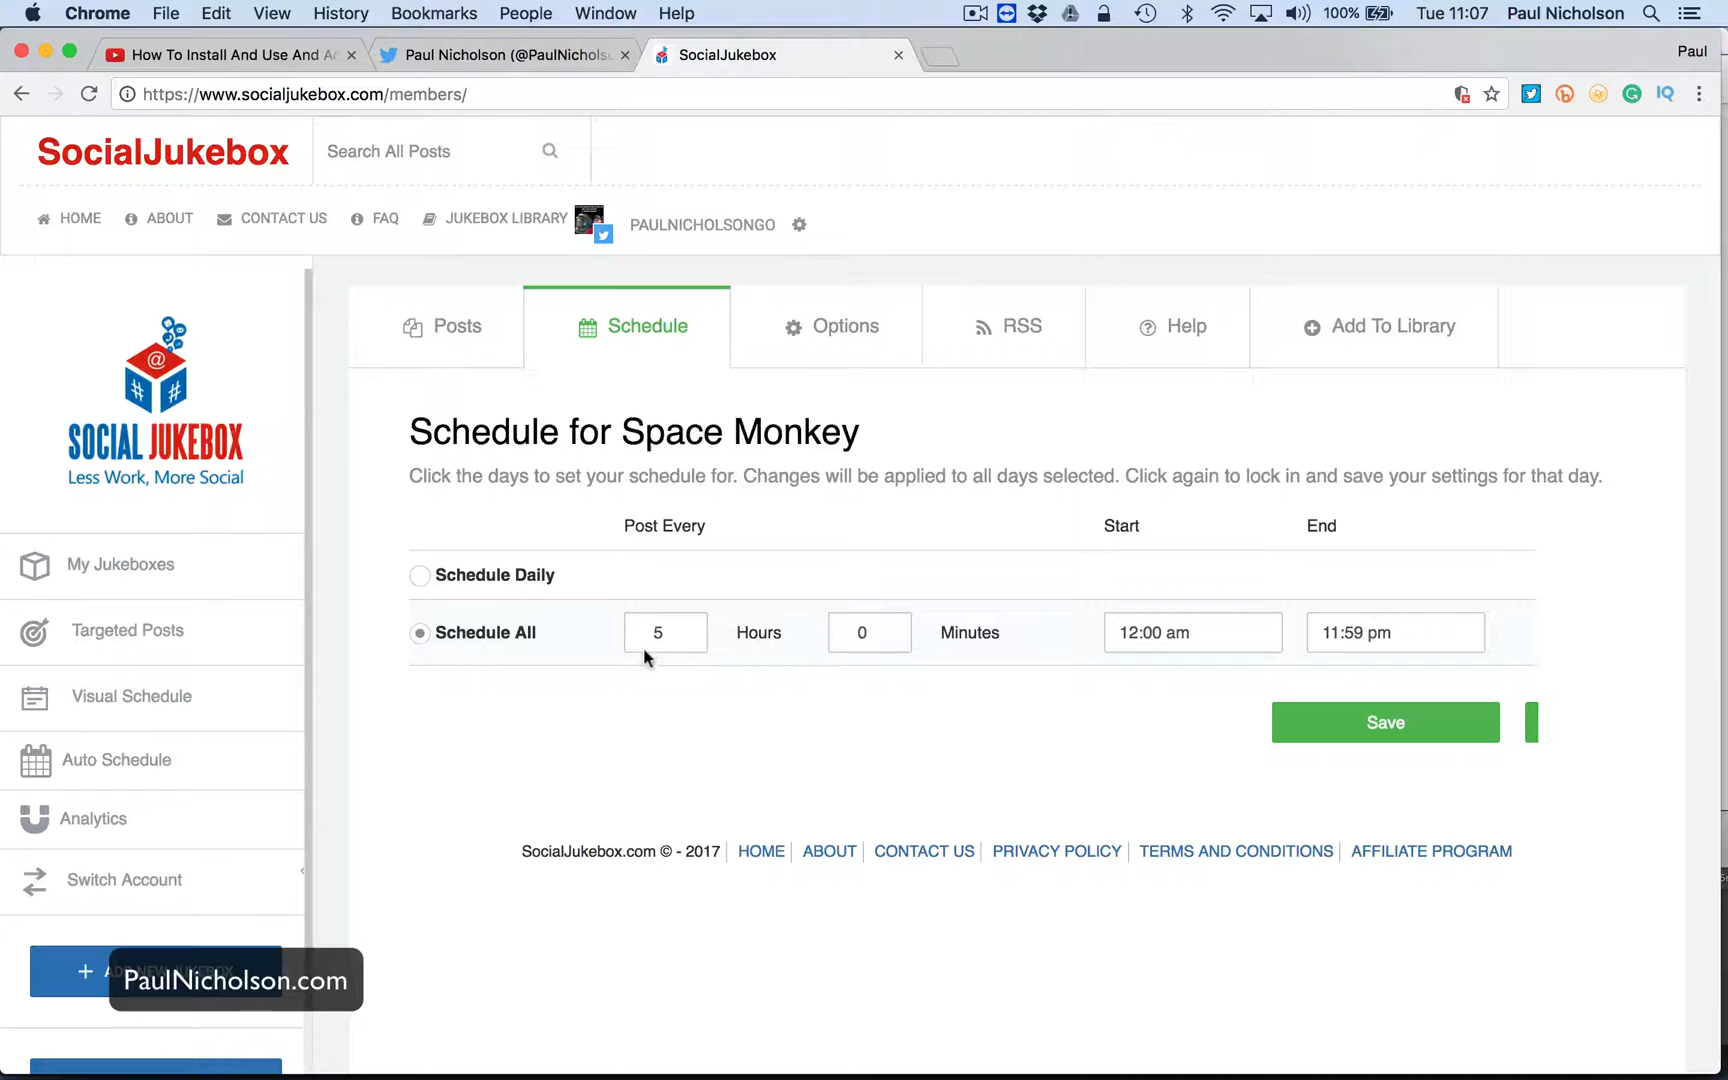 Chrome File Edit View History Bookmarks People Window Help 100% Tue 11:07 Paul Nicholson
How To Install And Use And Ad
Paul Nicholson (@PaulNichols
SocialJukebox
Paul
https://www.socialjukebox.com/members/
SocialJukebox
Search All Posts
HOME ABOUT CONTACT US FAQ JUKEBOX LIBRARY PAULNICHOLSONGO
Posts Schedule Options RSS Help Add To Library
@
# #
SOCIAL JUKEBOX
Less Work, More Social
Schedule for Space Monkey
Click the days to set your schedule for. Changes will be applied to all days selected. Click again to lock in and save your settings for that day.
Post Every Start End
Schedule Daily
Schedule All 5 Hours 0 Minutes 12:00 am 11:59 pm
Save
My Jukeboxes
Targeted Posts
Visual Schedule
Auto Schedule
Analytics
Switch Account
SocialJukebox.com © - 2017 HOME ABOUT CONTACT US PRIVACY POLICY TERMS AND CONDITIONS AFFILIATE PROGRAM
+ ADD NEW JUKEBOX
PaulNicholson.com